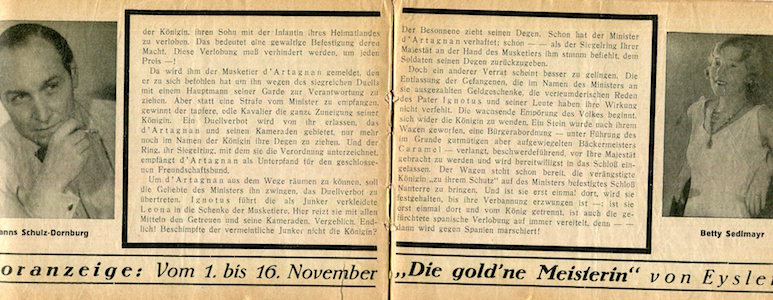 der Königin, ihren Sohn mit der Infantin ihres Heimatlandes
zu verloben. Das bedeutet eine gewaltige Befestigung deren
Macht. Diese Verlobung muß verhindert werden, um jeden
Preis —!
Da wird ihm der Musketier d'Artagnan gemeldet, den
er zu sich befohlen hat um ihn wegen des siegreichen Duells
mit einem Hauptmann seiner Garde zur Verantwortung zu
ziehen. Aber statt eine Strafe vom Minister zu empfangen,
gewinnt der tapfere, edle Kavalier die ganz Zuneigung seiner
Königin. Ein Duellverbot wird von ihr erlassen, das
d'Artagnan und seinen Kameraden gebietet, nur mehr
noch im Namen der Königin ihre Degen zu ziehen. Und der
Ring, ihr Siegelring, mit dem sie die Verordnung unterzeichnet,
empfängt d'Artagnan als Unterpfand für den geschlosse-
nen Freundschaftsbund.
Um d'Artagnan aus dem Wege räumen zu können, soll
die Geliebte des Ministers ihn zwingen, das Duellverbot zu
übertreten. Ignotus führt die als Junker verkleidete
Leona in die Schenke der Musketiere. Hier reizt sie mit allen
Mitteln den Getreuen und seine Kameraden. Vergeblich. End-
lich! Beschimpfte der vermeintliche Junker nicht die Königin?
anns Schulz-Dornburg
Der Besonnene zieht seinen Degen. Schon hat der Minister
d'Artagnan verhaftet; schon — — als der Siegelring Ihrer
Majestät an der Hand des Musketiers ihm stumm befiehlt, dem
Soldaten seinen Degen zurückzugeben.
Doch ein anderer Verrat scheint besser zu gelingen. Die
Entlassung der Gefangenen, die im Namen des Ministers an
sie ausgezahlten Geldgeschenke, die verleumderischen Reden
des Pater Ignotus und seiner Leute haben ihre Wirkung
nicht verfehlt. Die wachsende Empörung des Volkes beginnt,
sich wider die Königin zu wenden. Ein Stein wurde nach ihrem
Wagen geworfen, eine Bürgerabordnung — unter Führung des
im Grunde gutmütigen aber aufgewiegelten Bäckermeisters
Caramel — verlangt, beschwerdeführend, vor Ihre Majestät
gebracht zu werden und wird bereitwilligst in das Schloß ein-
gelassen. Der Wagen steht schon bereit, die verängstigte
Königin „zu ihrem Schutz" auf des Ministers befestigtes Schloß
Nanterre zu bringen. Und ist sie erst einmal dort, wird sie
festgehalten, bis ihre Verbannung erzwungen ist —: ist sie
erst einmal dort und vom König getrennt, ist auch die ge-
fürchtete spanische Verlobung auf immer vereitelt, denn — —
dann wird gegen Spanien marschiert!
Betty Sedlmayr
oranzeige: Vom 1. bis 16. November „Die gold'ne Meisterin" von Eysle